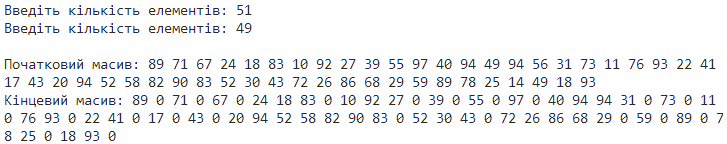 Введіть кількість елементів: 51
Введіть кількість елементів: 49
Початковий масив: 89 71 67 24 18 83 10 92 27 39 55 97 40 94 49 94 56 31 73 11 76 93 22 41
17 43 20 94 52 58 82 90 83 52 30 43 72 26 86 68 29 59 89 78 25 14 49 18 93
Кінцевий масив: 89 0 71 0 67 0 24 18 83 0 10 92 27 0 39 0 55 0 97 0 40 94 94 31 0 73 0 11
0 76 93 0 22 41 0 17 0 43 0 20 94 52 58 82 90 83 0 52 30 43 0 72 26 86 68 29 0 59 0 89 0 7
8 25 0 18 93 0